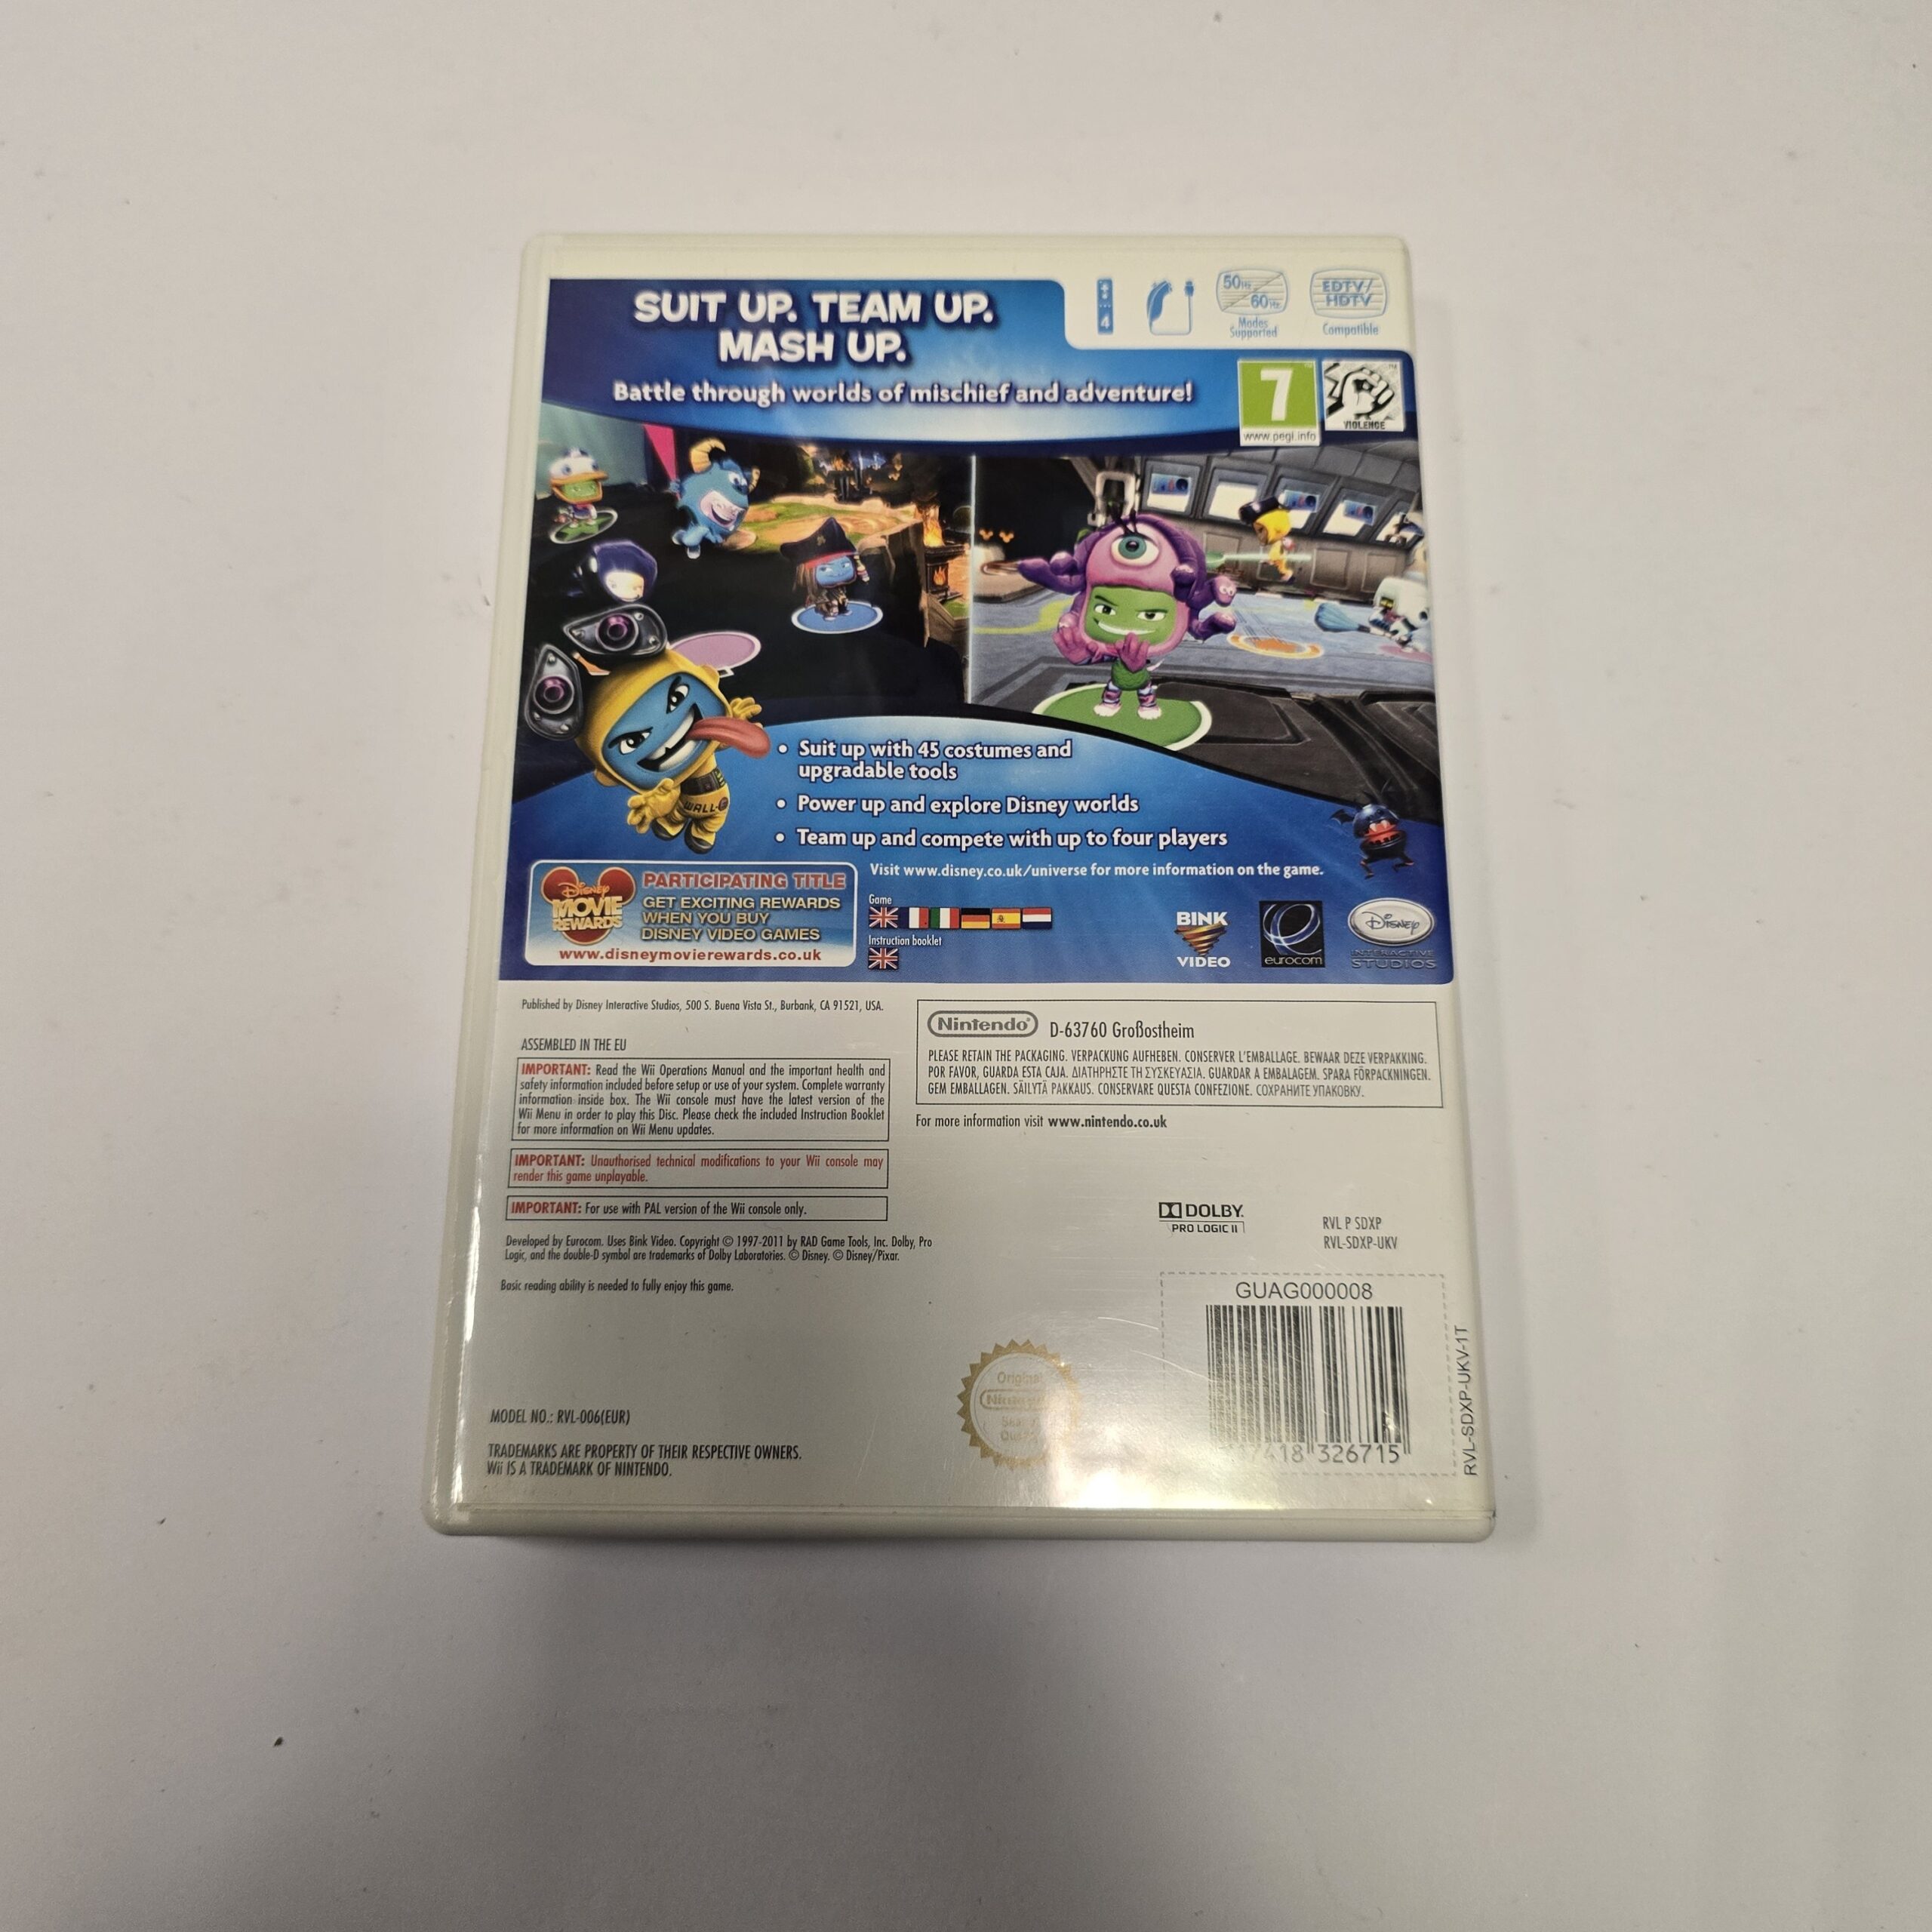 SUIT UP. TEAM UP.
MASH UP.
Battle through worlds of mischief and adventure!
4
50Hz
60Hz
Modes
Supported
EDTV/
HDTV
Compatible
7
www.pegi.info
VIOLENCE
WALL-E
• Suit up with 45 costumes and
upgradable tools
• Power up and explore Disney worlds
• Team up and compete with up to four players
Visit www.disney.co.uk/universe for more information on the game.
Disney
MOVIE
REWARDS
PARTICIPATING TITLE
GET EXCITING REWARDS
WHEN YOU BUY
DISNEY VIDEO GAMES
www.disneymovierewards.co.uk
Game
Instruction booklet
BINK
VIDEO
eurocom
Disney
INTERACTIVE
STUDIOS
Published by Disney Interactive Studios, 500 S. Buena Vista St., Burbank, CA 91521, USA.
ASSEMBLED IN THE EU
IMPORTANT: Read the Wii Operations Manual and the important health and
safety information included before setup or use of your system. Complete warranty
information inside box. The Wii console must have the latest version of the
Wii Menu in order to play this Disc. Please check the included Instruction Booklet
for more information on Wii Menu updates.
IMPORTANT: Unauthorised technical modifications to your Wii console may
render this game unplayable.
IMPORTANT: For use with PAL version of the Wii console only.
Developed by Eurocom. Uses Bink Video. Copyright © 1997-2011 by RAD Game Tools, Inc. Dolby, Pro
Logic, and the double-D symbol are trademarks of Dolby Laboratories. © Disney. © Disney/Pixar.
Basic reading ability is needed to fully enjoy this game.
MODEL NO.: RVL-006(EUR)
TRADEMARKS ARE PROPERTY OF THEIR RESPECTIVE OWNERS.
Wii IS A TRADEMARK OF NINTENDO.
Nintendo® D-63760 Großostheim
PLEASE RETAIN THE PACKAGING. VERPACKUNG AUFHEBEN. CONSERVER L'EMBALLAGE. BEWAAR DEZE VERPAKKING.
POR FAVOR, GUARDA ESTA CAJA. ΔΙΑΤΗΡΗΣΤΕ ΤΗ ΣΥΣΚΕΥΑΣΙΑ. GUARDAR A EMBALAGEM. SPARA FÖRPACKNINGEN.
GEM EMBALLAGEN. SÄILYTÄ PAKKAUS. CONSERVARE QUESTA CONFEZIONE. СОХРАНИТЕ УПАКОВКУ.
For more information visit www.nintendo.co.uk
DOLBY.
PRO LOGIC II
RVL P SDXP
RVL-SDXP-UKV
GUAG000008
7418 326715
RVL-SDXP-UKV-1T
Original
Nintendo